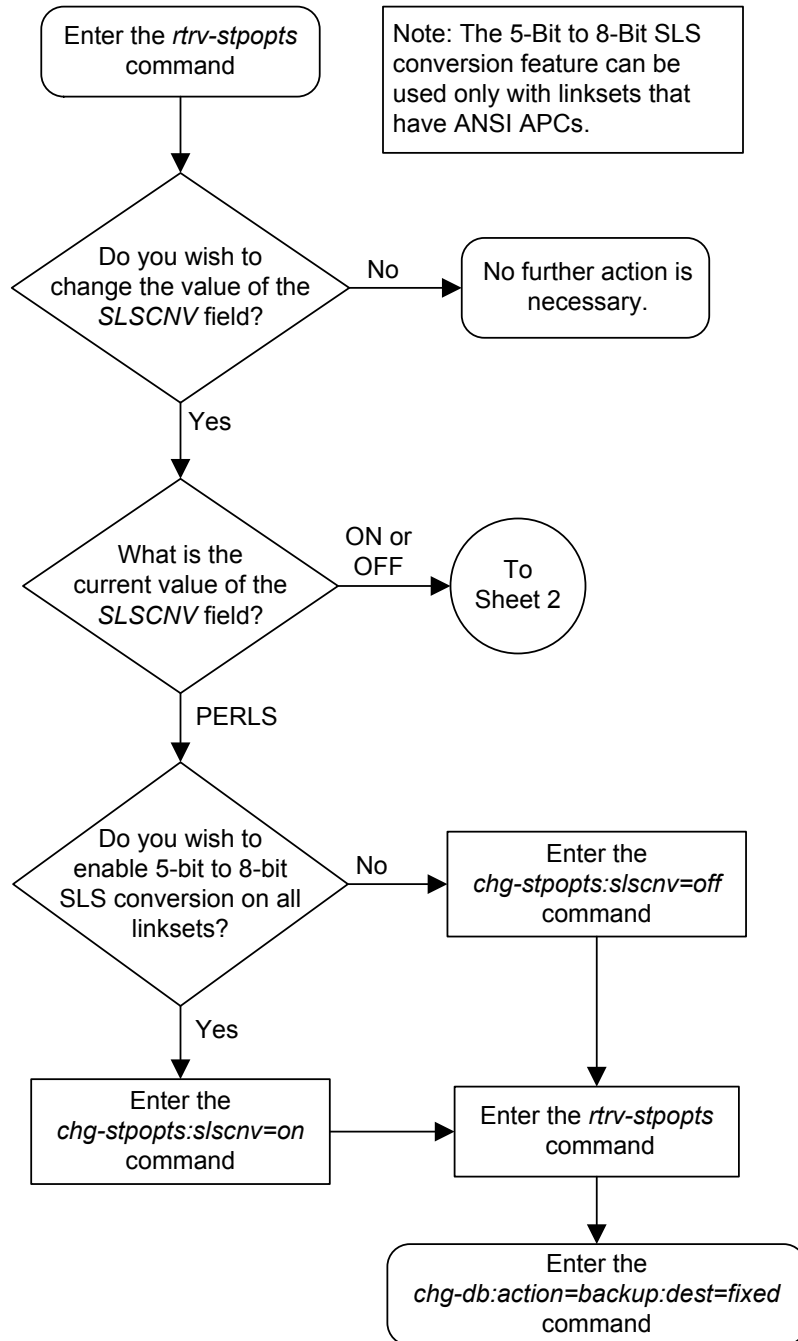 Enter the rtrv-stpopts
command
Note: The 5-Bit to 8-Bit SLS
conversion feature can be
used only with linksets that
have ANSI APCs.
Do you wish to
change the value of the
SLSCNV field?
No
No further action is
necessary.
Yes
What is the
current value of the
SLSCNV field?
ON or
OFF
To
Sheet 2
PERLS
Do you wish to
enable 5-bit to 8-bit
SLS conversion on all
linksets?
No
Enter the
chg-stpopts:slscnv=off
command
Yes
Enter the
chg-stpopts:slscnv=on
command
Enter the rtrv-stpopts
command
Enter the
chg-db:action=backup:dest=fixed
command